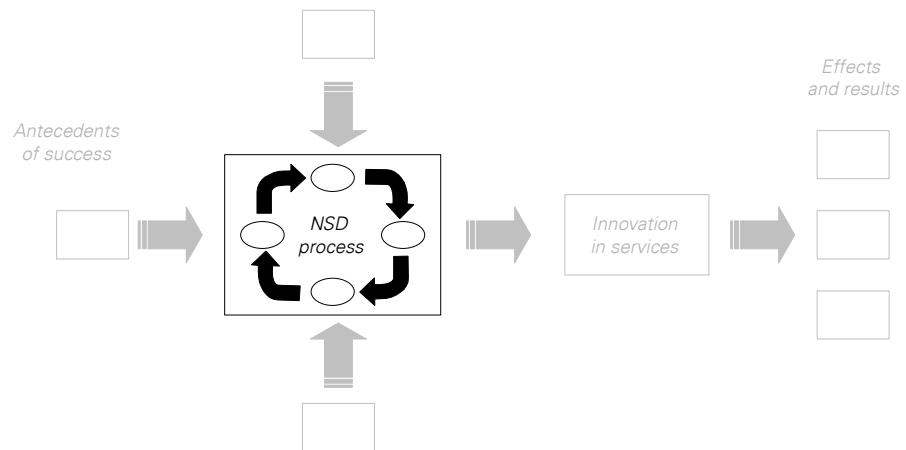 Effects
and results
Antecedents
of success
NSD
process
Innovation
in services